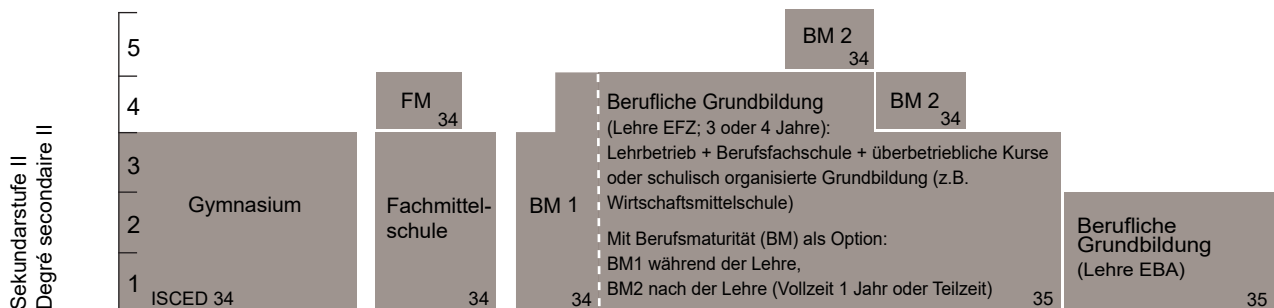 Sekundarstufe II
Degré secondaire II
5
4
3
2
1
Gymnasium
ISCED 34
FM
34
Fachmittel-
schule
34
BM 1
34
BM 2
34
BM 2
34
Berufliche Grundbildung
(Lehre EFZ; 3 oder 4 Jahre):
Lehrbetrieb + Berufsfachschule + überbetriebliche Kurse
oder schulisch organisierte Grundbildung (z.B.
Wirtschaftsmittelschule)
Mit Berufsmaturität (BM) als Option:
BM1 während der Lehre,
BM2 nach der Lehre (Vollzeit 1 Jahr oder Teilzeit)
35
Berufliche
Grundbildung
(Lehre EBA)
35